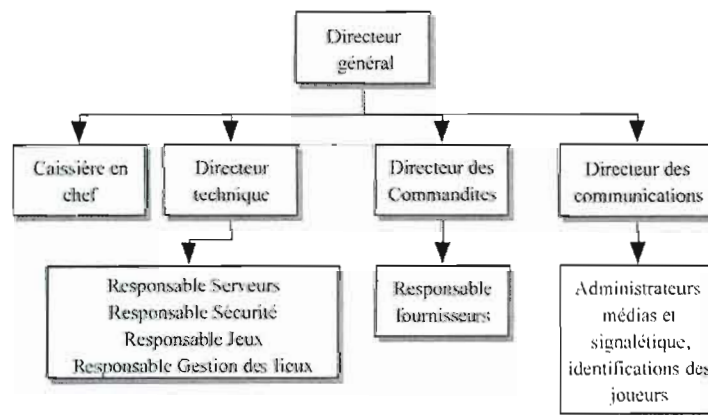 Directeur
général
Caissière en
chef
Directeur
technique
Directeur des
Commandites
Directeur des
communications
Responsable Serveurs
Responsable Sécurité
Responsable Jeux
Responsable Gestion des lieux
Responsable
fournisseurs
Administrateurs
médias et
signalétique,
identifications des
joueurs